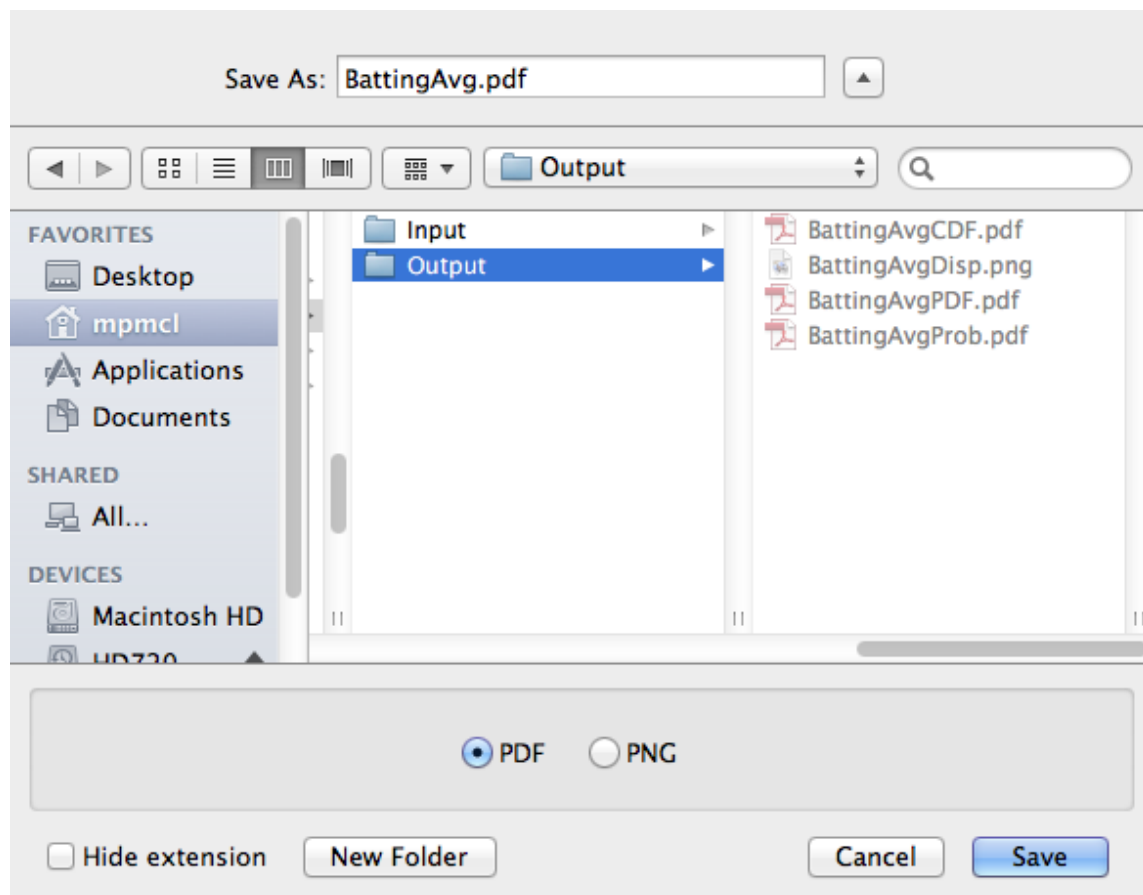 Save As: BattingAvg.pdf
Output
FAVORITES
Desktop
mpmcl
Applications
Documents
SHARED
All...
DEVICES
Macintosh HD
HD720
Input
Output
BattingAvgCDF.pdf
BattingAvgDisp.png
BattingAvgPDF.pdf
BattingAvgProb.pdf
PDF PNG
Hide extension New Folder Cancel Save